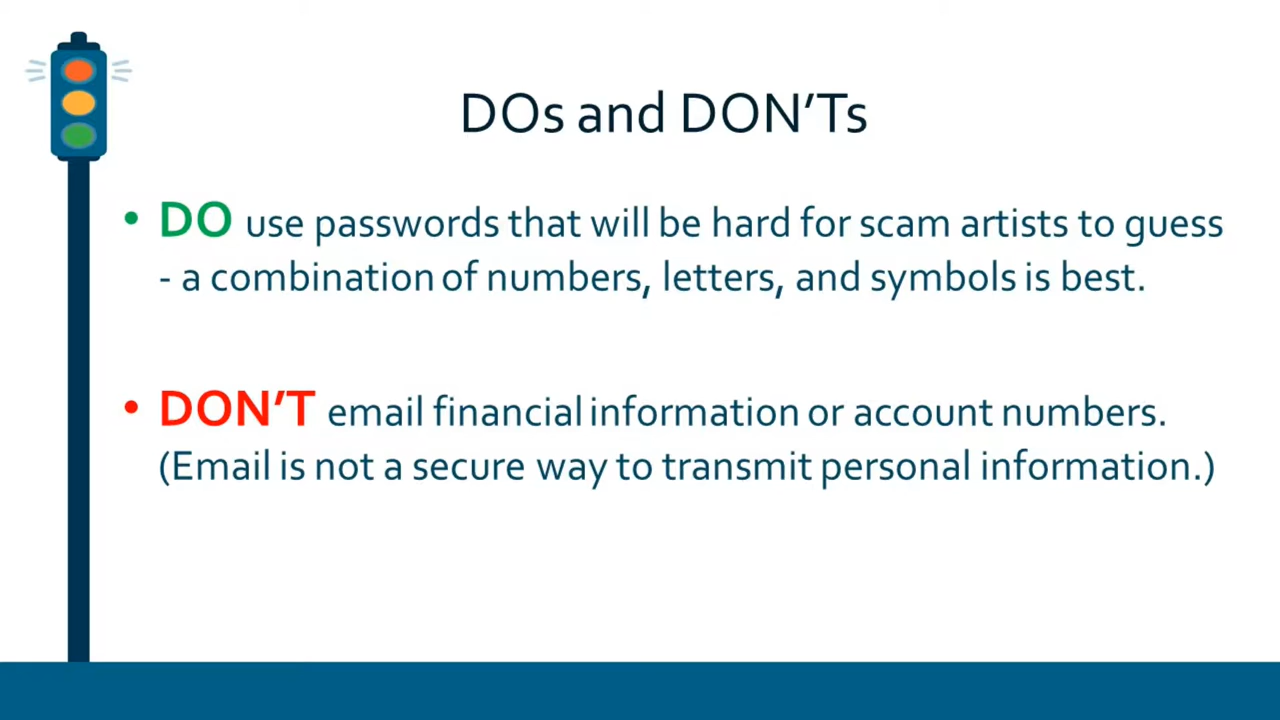 DOs and DON’Ts
• DO use passwords that will be hard for scam artists to guess
- a combination of numbers, letters, and symbols is best.
• DON’T email financial information or account numbers.
(Email is not a secure way to transmit personal information.)